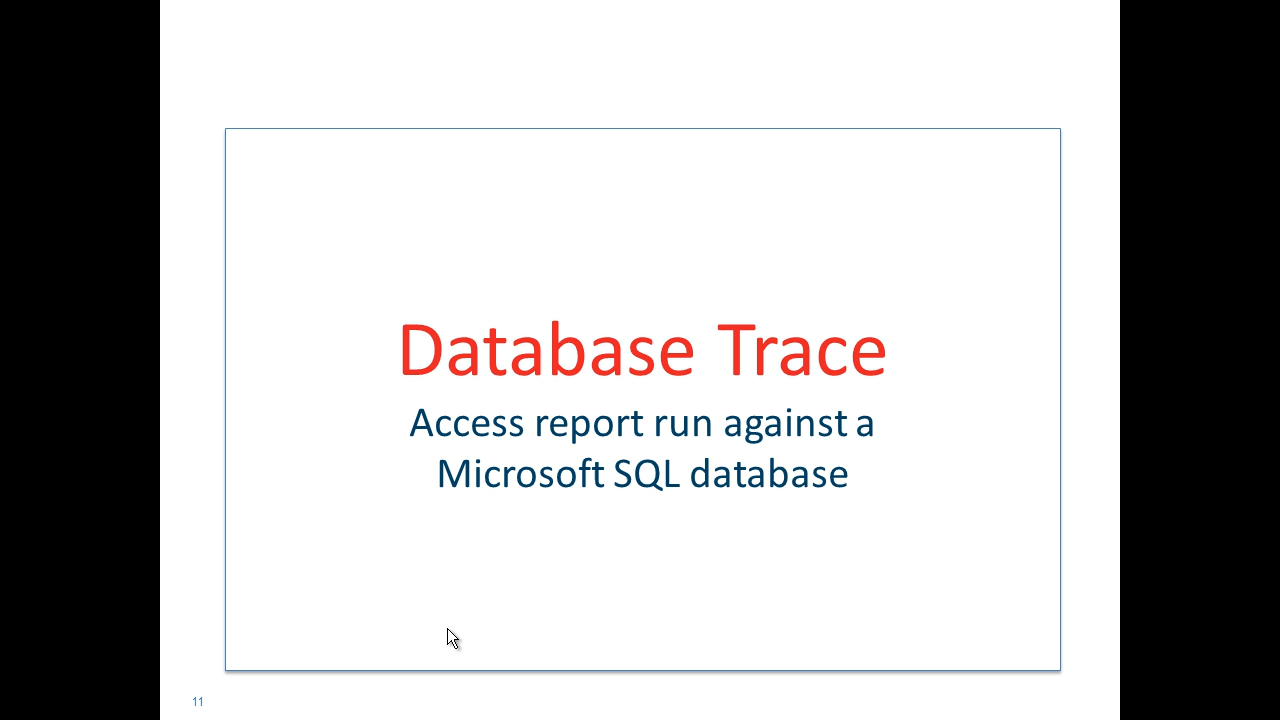 Database Trace
Access report run against a
Microsoft SQL database
11